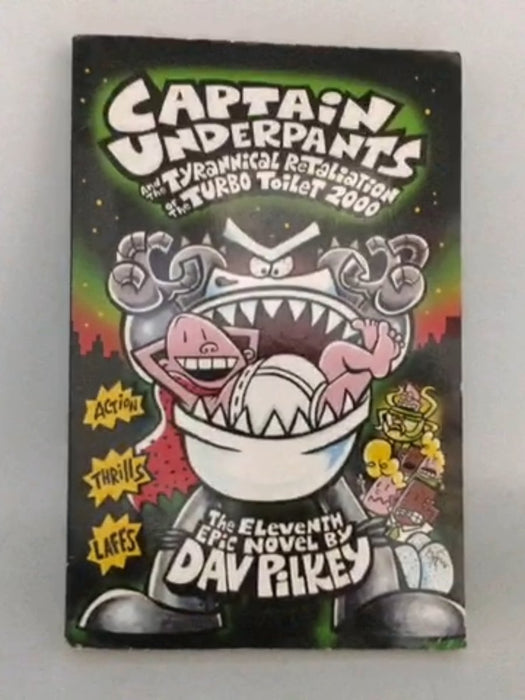 CAPTAIN
UNDERPANTS
and the TYRANNICAL RETALIATION
of the TURBO TOILET 2000
ACTION
THRILLS
LAFFS
The ELEVENTH
EPIC NOVEL BY
DAV PILKEY